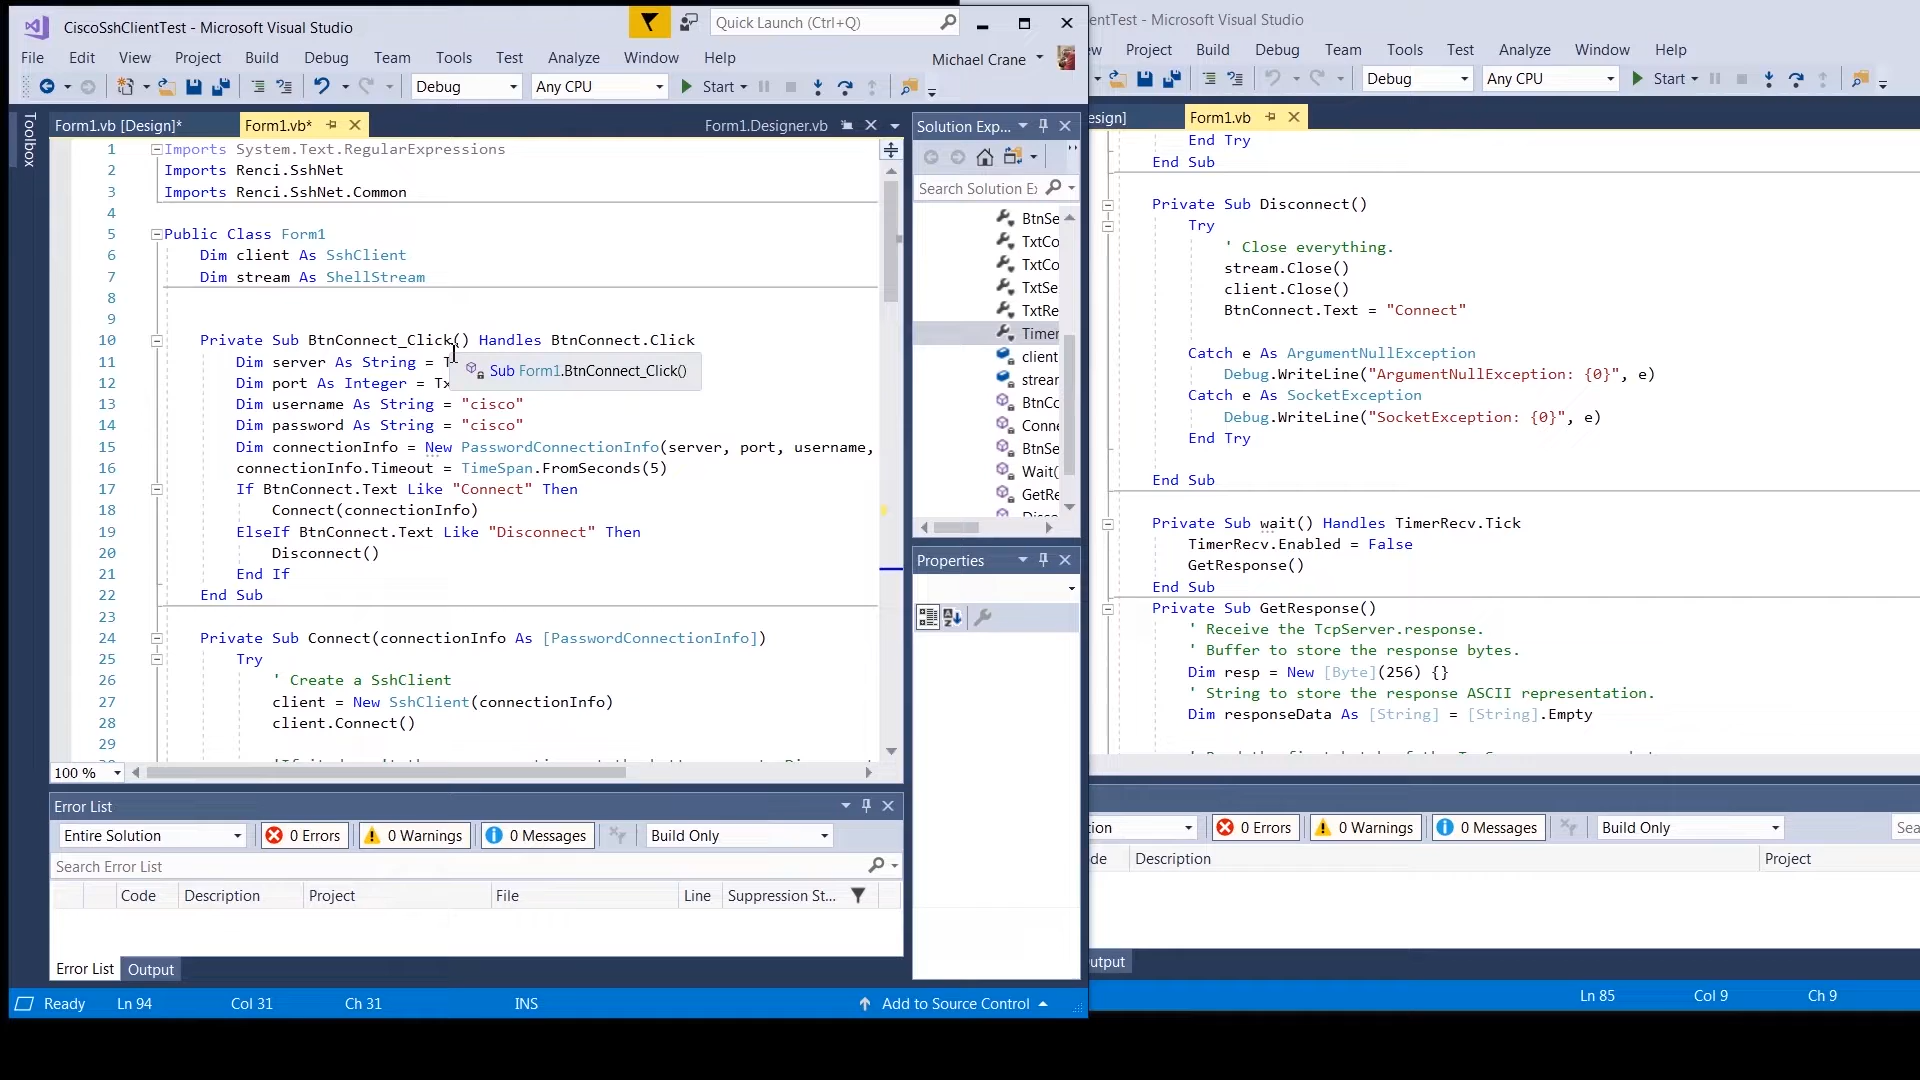 CiscoSshClientTest - Microsoft Visual Studio
Quick Launch (Ctrl+Q)
File Edit View Project Build Debug Team Tools Test Analyze Window Help
Michael Crane
Debug Any CPU Start
Toolbox
Form1.vb [Design]* Form1.vb* Form1.Designer.vb
1 Imports System.Text.RegularExpressions
2 Imports Renci.SshNet
3 Imports Renci.SshNet.Common
4
5 Public Class Form1
6 Dim client As SshClient
7 Dim stream As ShellStream
8
9
10 Private Sub BtnConnect_Click() Handles BtnConnect.Click
11 Dim server As String = T
Sub Form1.BtnConnect_Click()
12 Dim port As Integer = Tx
13 Dim username As String = "cisco"
14 Dim password As String = "cisco"
15 Dim connectionInfo = New PasswordConnectionInfo(server, port, username,
16 connectionInfo.Timeout = TimeSpan.FromSeconds(5)
17 If BtnConnect.Text Like "Connect" Then
18 Connect(connectionInfo)
19 ElseIf BtnConnect.Text Like "Disconnect" Then
20 Disconnect()
21 End If
22 End Sub
23
24 Private Sub Connect(connectionInfo As [PasswordConnectionInfo])
25 Try
26 ' Create a SshClient
27 client = New SshClient(connectionInfo)
28 client.Connect()
29
100 %
Solution Exp...
Search Solution E
BtnSe
TxtCo
TxtCo
TxtSe
TxtRe
Timer
client
strear
BtnCo
Conne
BtnSe
Wait(
GetRe
Properties
Error List
Entire Solution 0 Errors 0 Warnings 0 Messages Build Only
Search Error List
Code Description Project File Line Suppression St...
Error List Output
Ready Ln 94 Col 31 Ch 31 INS Add to Source Control
entTest - Microsoft Visual Studio
w Project Build Debug Team Tools Test Analyze Window Help
Debug Any CPU Start
esign] Form1.vb
End Try
End Sub
Private Sub Disconnect()
Try
' Close everything.
stream.Close()
client.Close()
BtnConnect.Text = "Connect"
Catch e As ArgumentNullException
Debug.WriteLine("ArgumentNullException: {0}", e)
Catch e As SocketException
Debug.WriteLine("SocketException: {0}", e)
End Try
End Sub
Private Sub wait() Handles TimerRecv.Tick
TimerRecv.Enabled = False
GetResponse()
End Sub
Private Sub GetResponse()
' Receive the TcpServer.response.
' Buffer to store the response bytes.
Dim resp = New [Byte](256) {}
' String to store the response ASCII representation.
Dim responseData As [String] = [String].Empty
ion 0 Errors 0 Warnings 0 Messages Build Only Sea
de Description Project
utput
Ln 85 Col 9 Ch 9